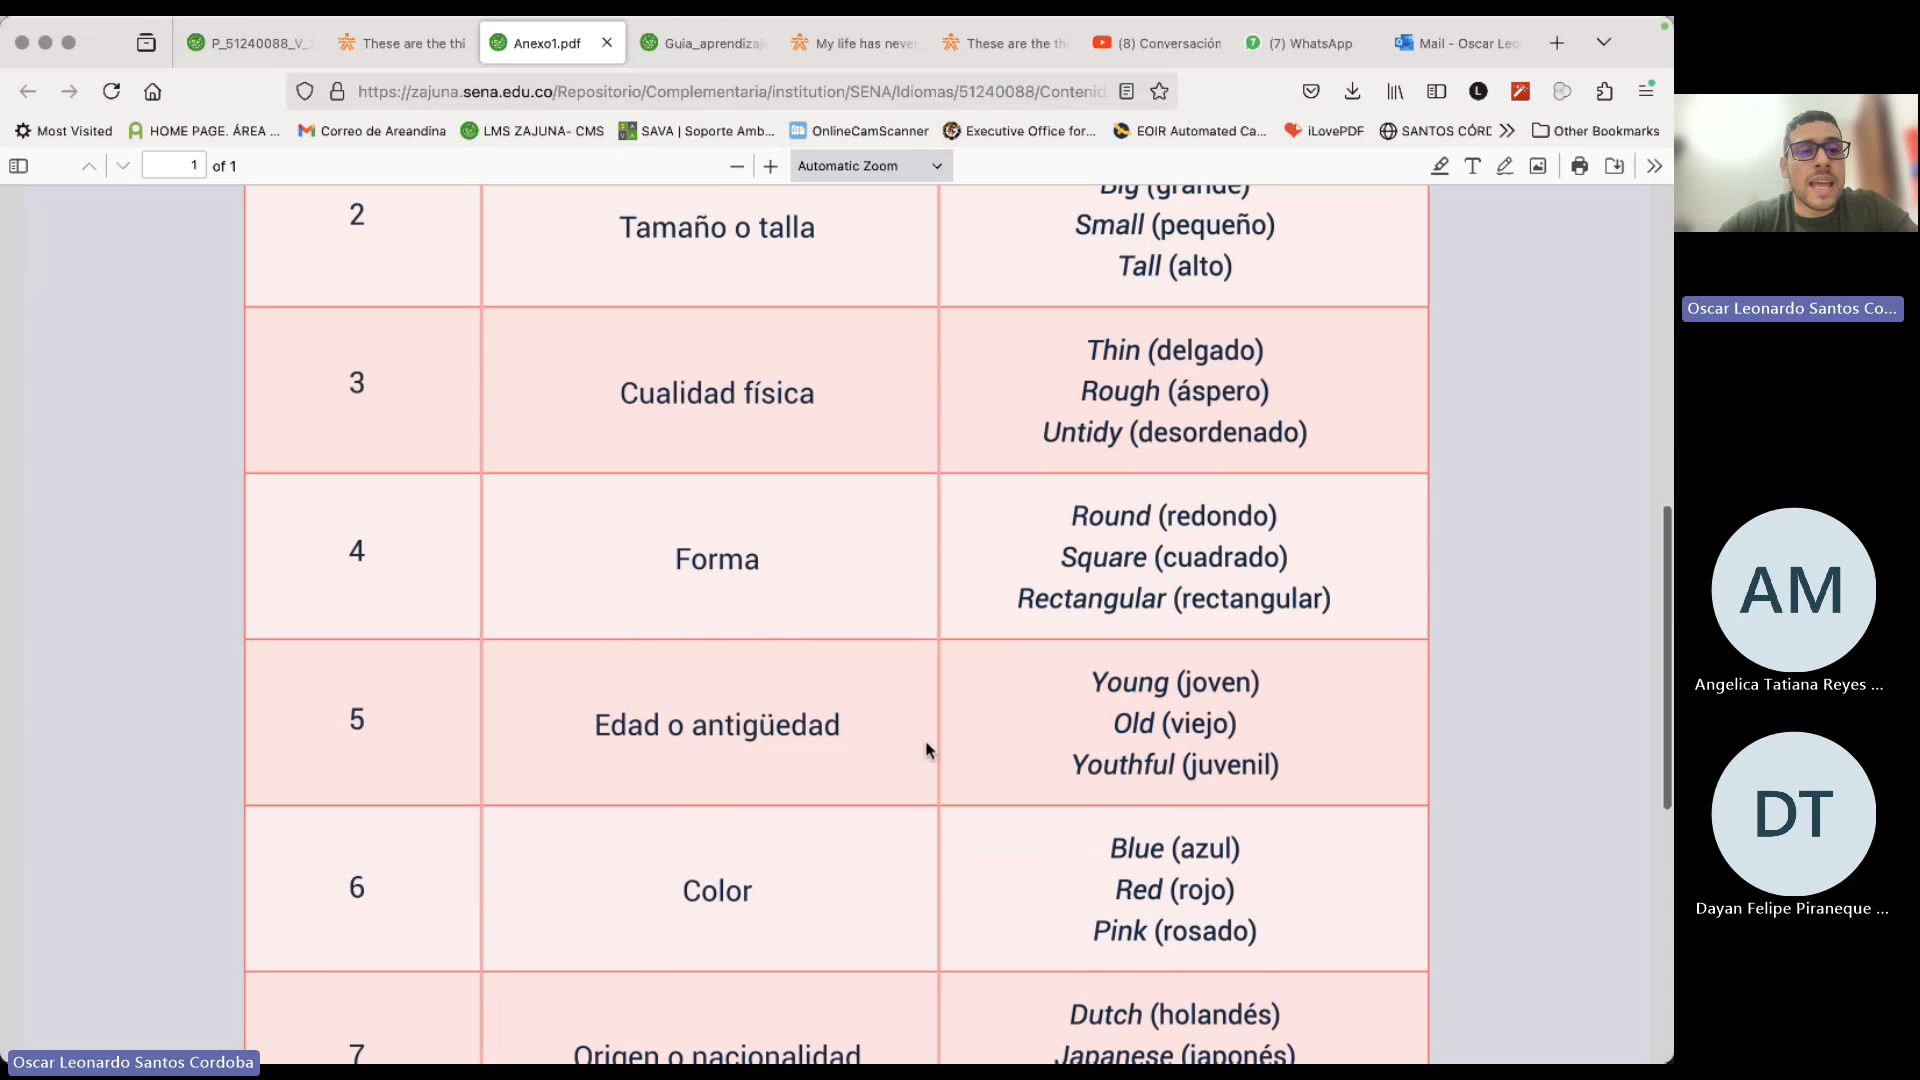 P_51240088_V_
These are the thi
Anexo1.pdf
Guia_aprendiza
My life has neve
These are the th
(8) Conversación
7
(7) WhatsApp
Mail - Oscar Leo
https://zajuna.sena.edu.co/Repositorio/Complementaria/institution/SENA/Idiomas/51240088/Contenid
L
Most Visited
HOME PAGE. ÁREA ...
Correo de Areandina
LMS ZAJUNA- CMS
SAVA | Soporte Amb...
OnlineCamScanner
Executive Office for...
EOIR Automated Ca...
iLovePDF
SANTOS CÓRD
Other Bookmarks
1 of 1
Automatic Zoom
2
Tamaño o talla
Big (grande)
Small (pequeño)
Tall (alto)
3
Cualidad física
Thin (delgado)
Rough (áspero)
Untidy (desordenado)
4
Forma
Round (redondo)
Square (cuadrado)
Rectangular (rectangular)
5
Edad o antigüedad
Young (joven)
Old (viejo)
Youthful (juvenil)
6
Color
Blue (azul)
Red (rojo)
Pink (rosado)
7
Origen o nacionalidad
Dutch (holandés)
Japanese (japonés)
Oscar Leonardo Santos Cordoba
Oscar Leonardo Santos Co...
AM
Angelica Tatiana Reyes ...
DT
Dayan Felipe Piraneque ...